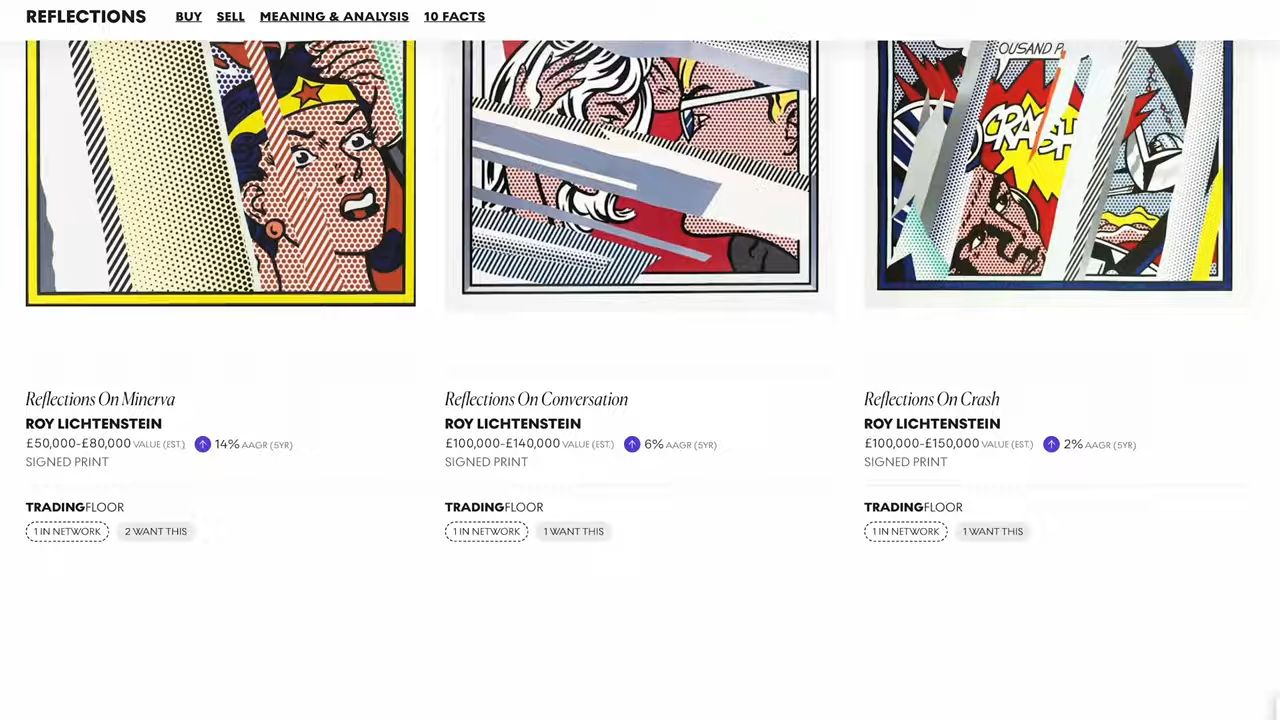 REFLECTIONS BUY SELL MEANING & ANALYSIS 10 FACTS
OUSAND P
CRASH
Reflections On Minerva
ROY LICHTENSTEIN
£50,000-£80,000 VALUE (EST.) 14% AAGR (5YR)
SIGNED PRINT
TRADINGFLOOR
1 IN NETWORK 2 WANT THIS
Reflections On Conversation
ROY LICHTENSTEIN
£100,000-£140,000 VALUE (EST.) 6% AAGR (5YR)
SIGNED PRINT
TRADINGFLOOR
1 IN NETWORK 1 WANT THIS
Reflections On Crash
ROY LICHTENSTEIN
£100,000-£150,000 VALUE (EST.) 2% AAGR (5YR)
SIGNED PRINT
TRADINGFLOOR
1 IN NETWORK 1 WANT THIS